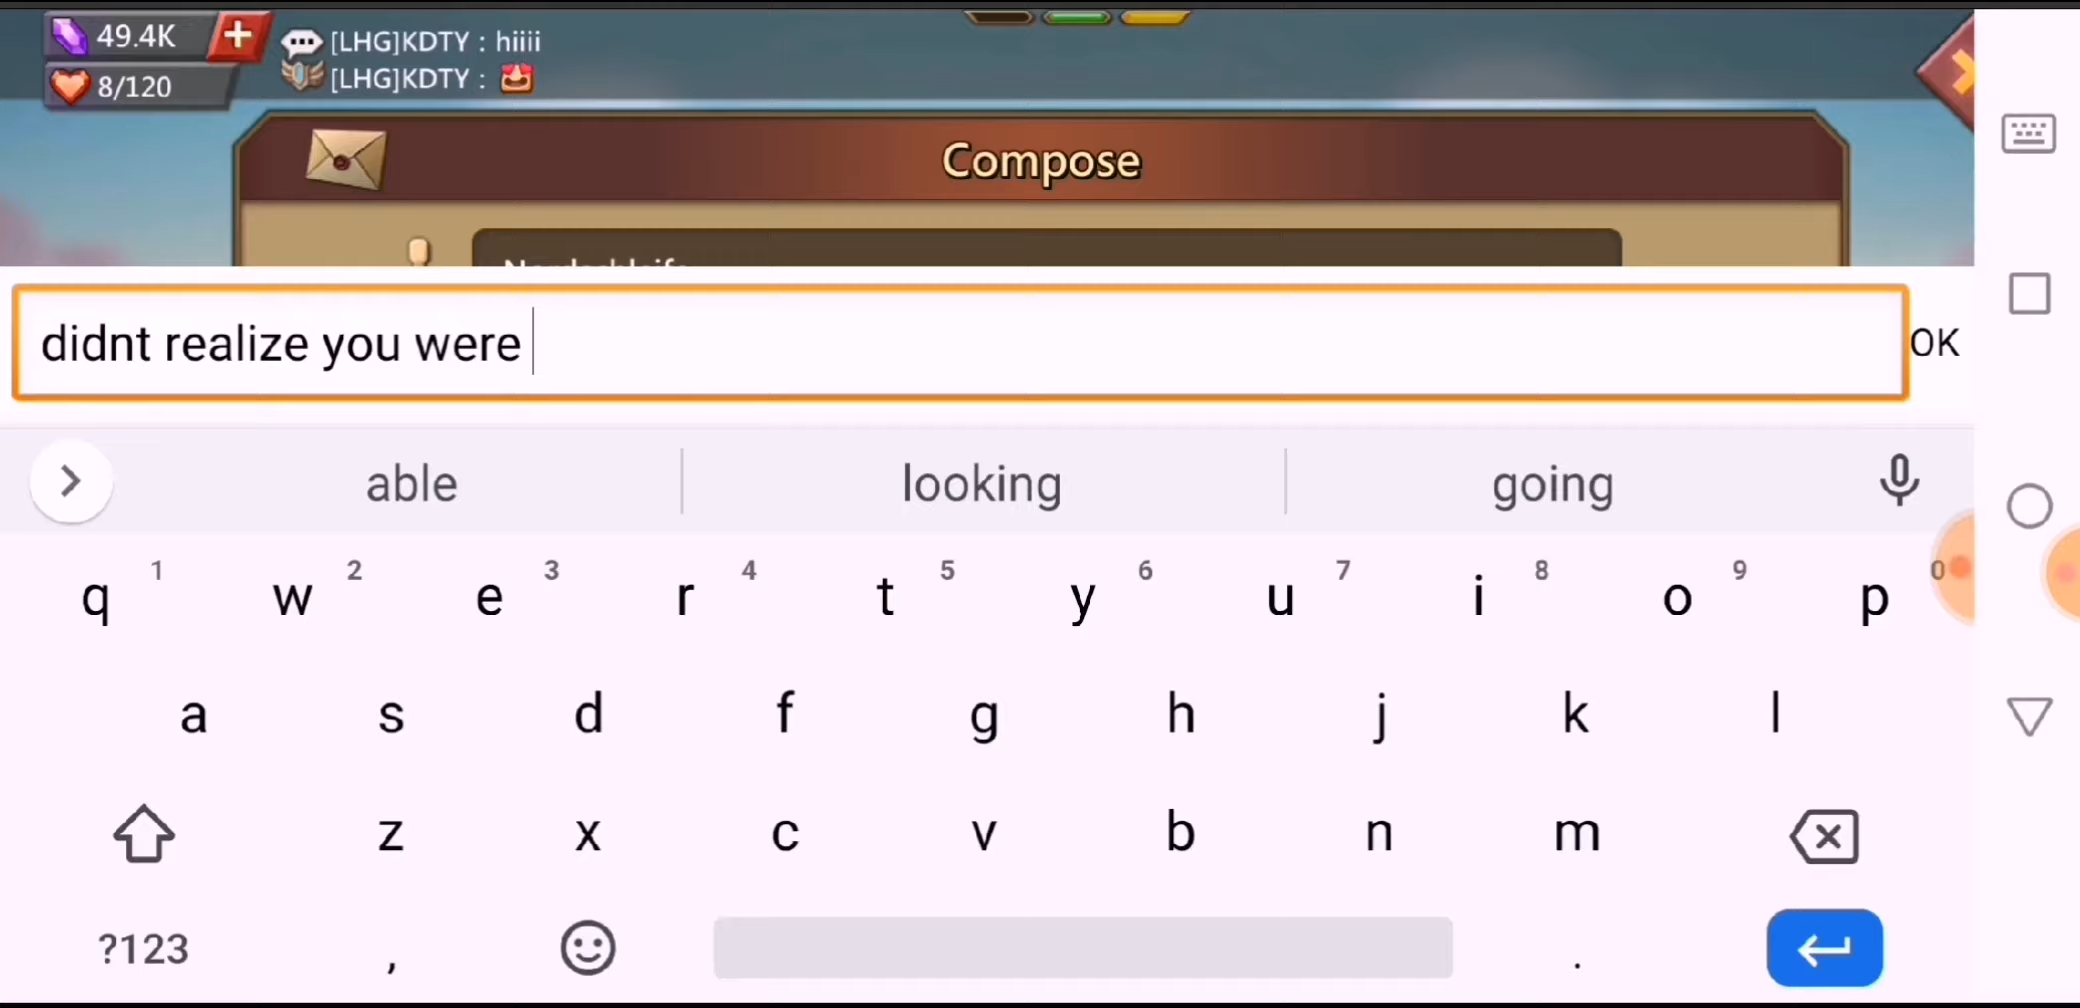 49.4K
[LHG]KDTY : hiiii
8/120
[LHG]KDTY :
Compose
didnt realize you were
OK
able looking going
1 2 3 4 5 6 7 8 9 0
q w e r t y u i o p
a s d f g h j k l
z x c v b n m
?123 , .